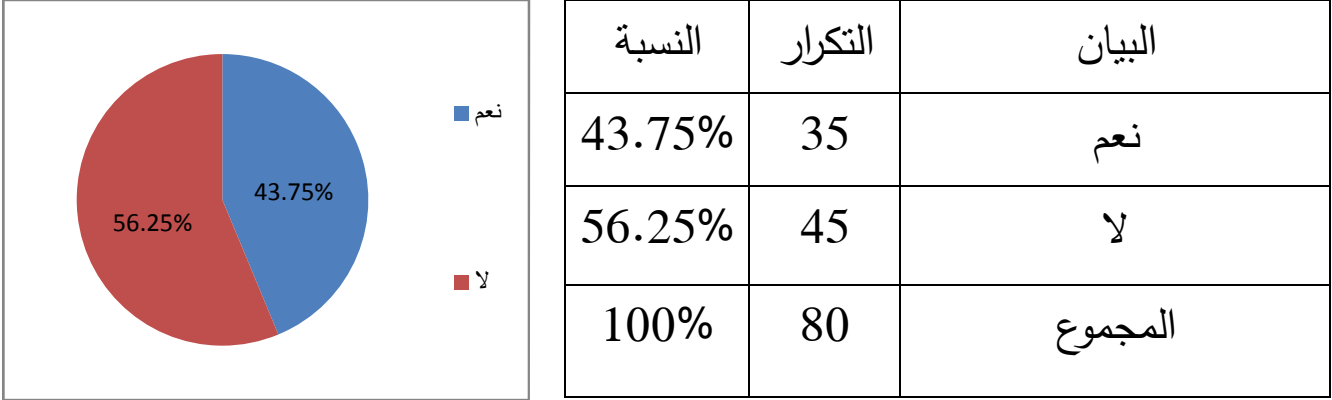 البيان التكرار النسبة
نعم 35 43.75%
لا 45 56.25%
المجموع 80 100%
نعم
43.75%
56.25%
لا